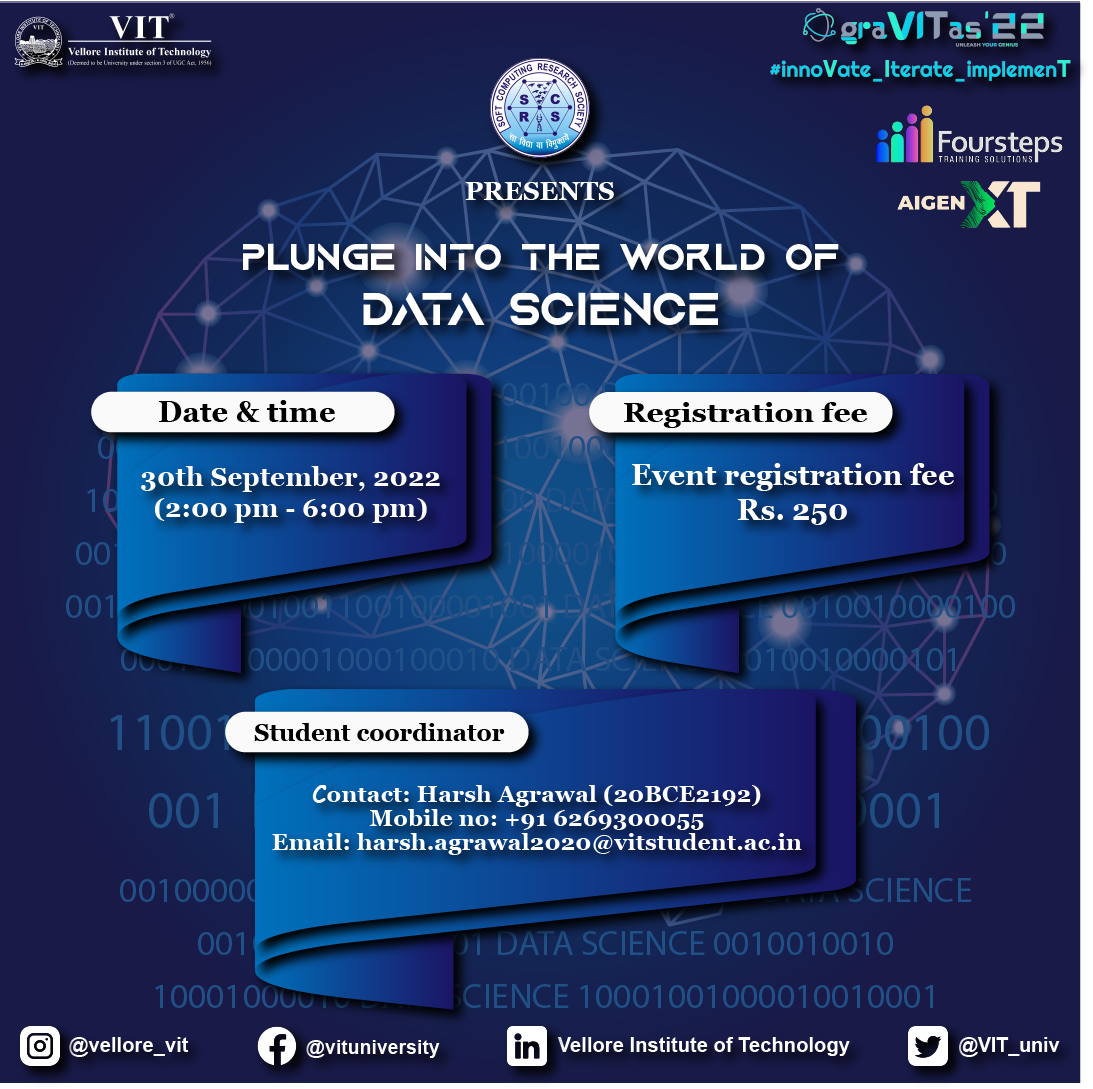 VIT
Vellore Institute of Technology
(Deemed to be University under section 3 of UGC Act, 1956)
graVITas'22
UNLEASH YOUR GENIUS
#innoVate_Iterate_implemenT
SOFT COMPUTING RESEARCH SOCIETY
S C
R S
सा विद्या या विमुक्तये
Foursteps
TRAINING SOLUTIONS
AIGEN XT
PRESENTS
PLUNGE INTO THE WORLD OF
DATA SCIENCE
Date & time
30th September, 2022
(2:00 pm - 6:00 pm)
Registration fee
Event registration fee
Rs. 250
Student coordinator
Contact: Harsh Agrawal (20BCE2192)
Mobile no: +91 6269300055
Email: harsh.agrawal2020@vitstudent.ac.in
DATA SCIENCE 0010010010
SCIENCE 10001001000010010001
@vellore_vit
@vituniversity
Vellore Institute of Technology
@VIT_univ